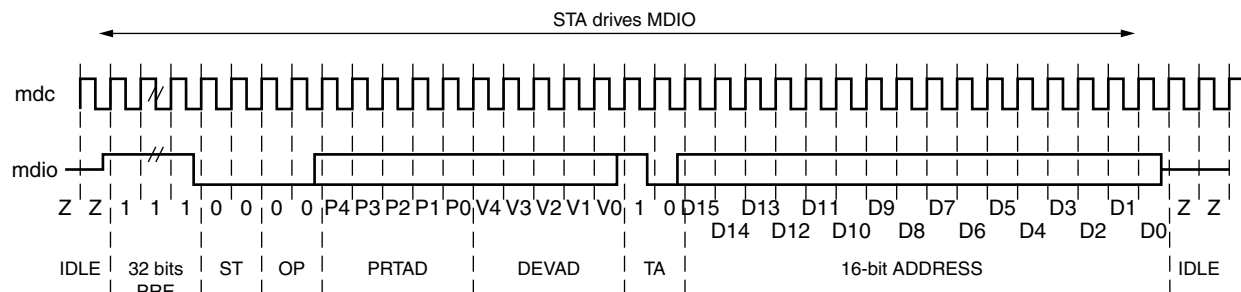 STA drives MDIO
mdc
mdio
Z Z 1 1 1 0 0 0 0 P4 P3 P2 P1 P0 V4 V3 V2 V1 V0 1 0 D15 D13 D11 D9 D7 D5 D3 D1 Z Z
D14 D12 D10 D8 D6 D4 D2 D0
IDLE 32 bits ST OP PRTAD DEVAD TA 16-bit ADDRESS IDLE
PRE